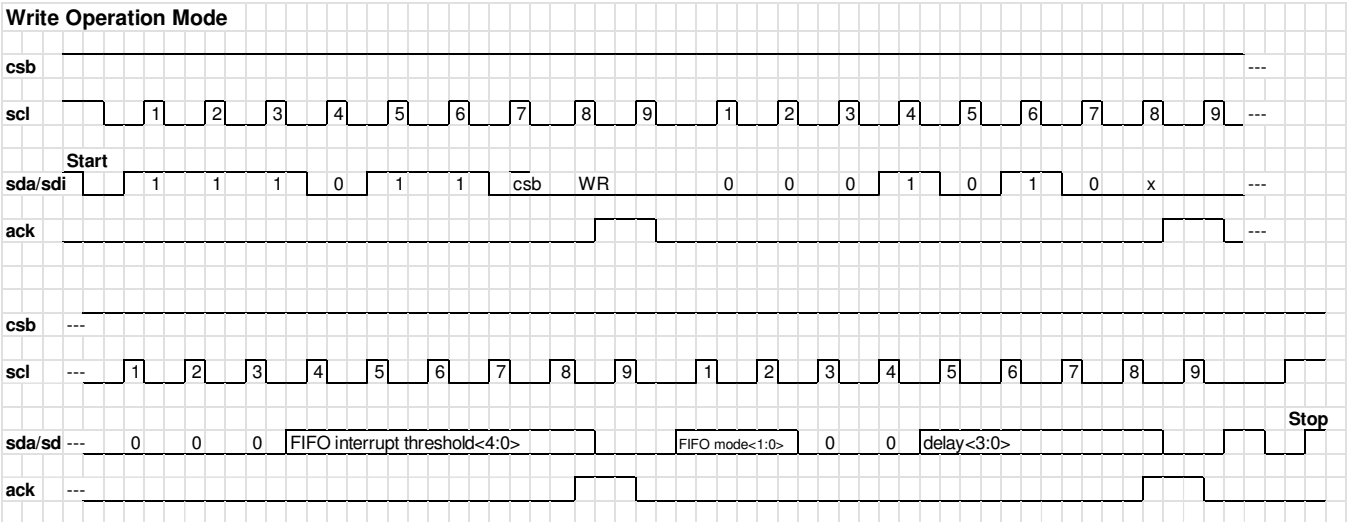 Write Operation Mode
csb ---
scl 1 2 3 4 5 6 7 8 9 1 2 3 4 5 6 7 8 9 ---
Start
sda/sdi 1 1 1 0 1 1 csb WR 0 0 0 1 0 1 0 x ---
ack ---
csb ---
scl --- 1 2 3 4 5 6 7 8 9 1 2 3 4 5 6 7 8 9
Stop
sda/sd --- 0 0 0 FIFO interrupt threshold<4:0> FIFO mode<1:0> 0 0 delay<3:0>
ack ---